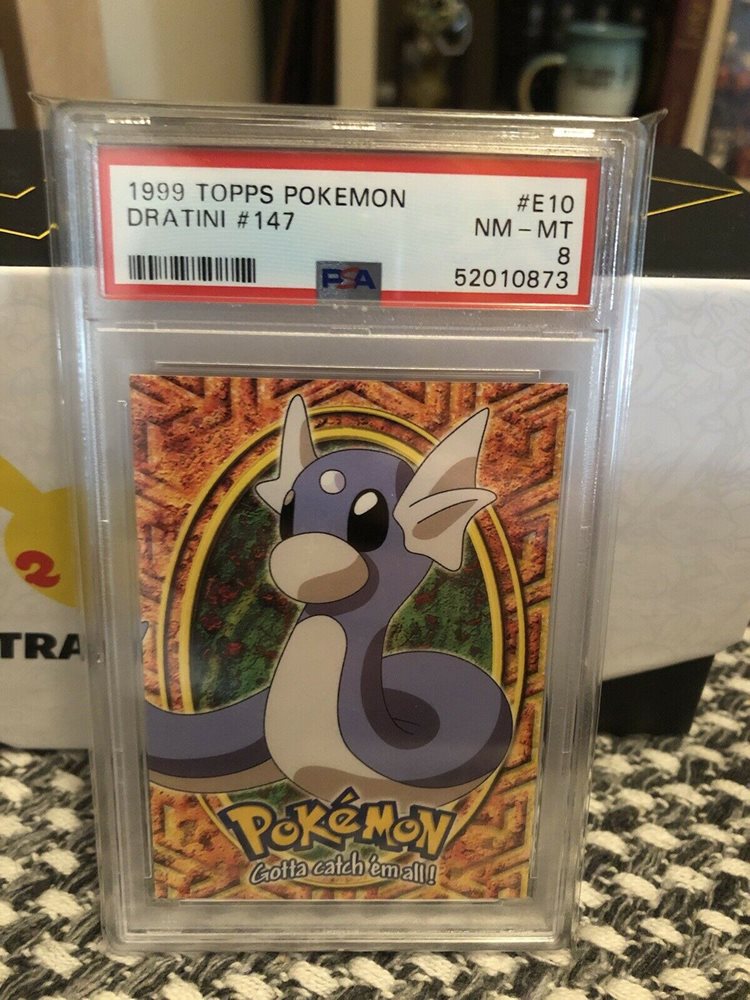 1999 TOPPS POKEMON #E10
DRATINI #147 NM - MT
8
PSA 52010873
2
TRA
POKéMON
Gotta catch 'em all!